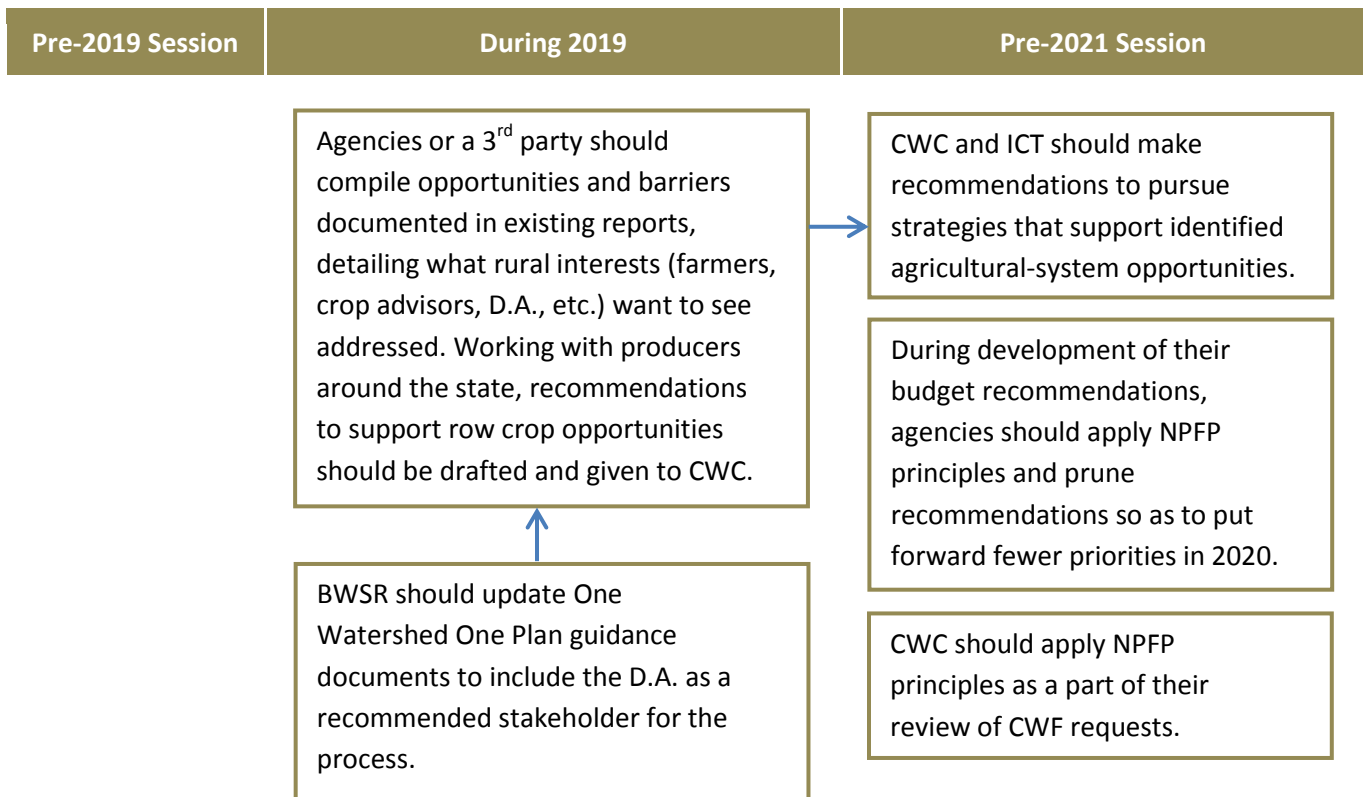 Pre-2019 Session
During 2019
Pre-2021 Session
Agencies or a 3rd party should
compile opportunities and barriers
documented in existing reports,
detailing what rural interests (farmers,
crop advisors, D.A., etc.) want to see
addressed. Working with producers
around the state, recommendations
to support row crop opportunities
should be drafted and given to CWC.
BWSR should update One
Watershed One Plan guidance
documents to include the D.A. as a
recommended stakeholder for the
process.
CWC and ICT should make
recommendations to pursue
strategies that support identified
agricultural-system opportunities.
During development of their
budget recommendations,
agencies should apply NPFP
principles and prune
recommendations so as to put
forward fewer priorities in 2020.
CWC should apply NPFP
principles as a part of their
review of CWF requests.